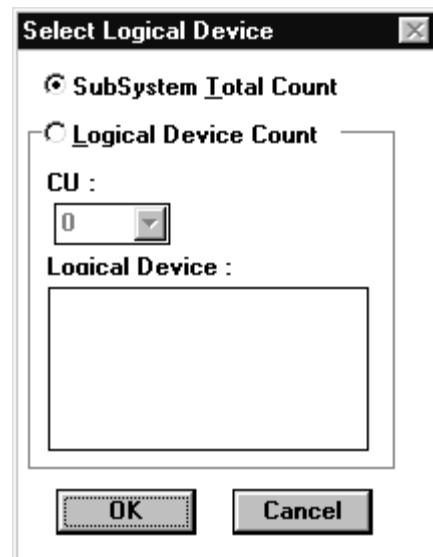 Select Logical Device
SubSystem Total Count
Logical Device Count
CU :
0
Logical Device :
OK
Cancel